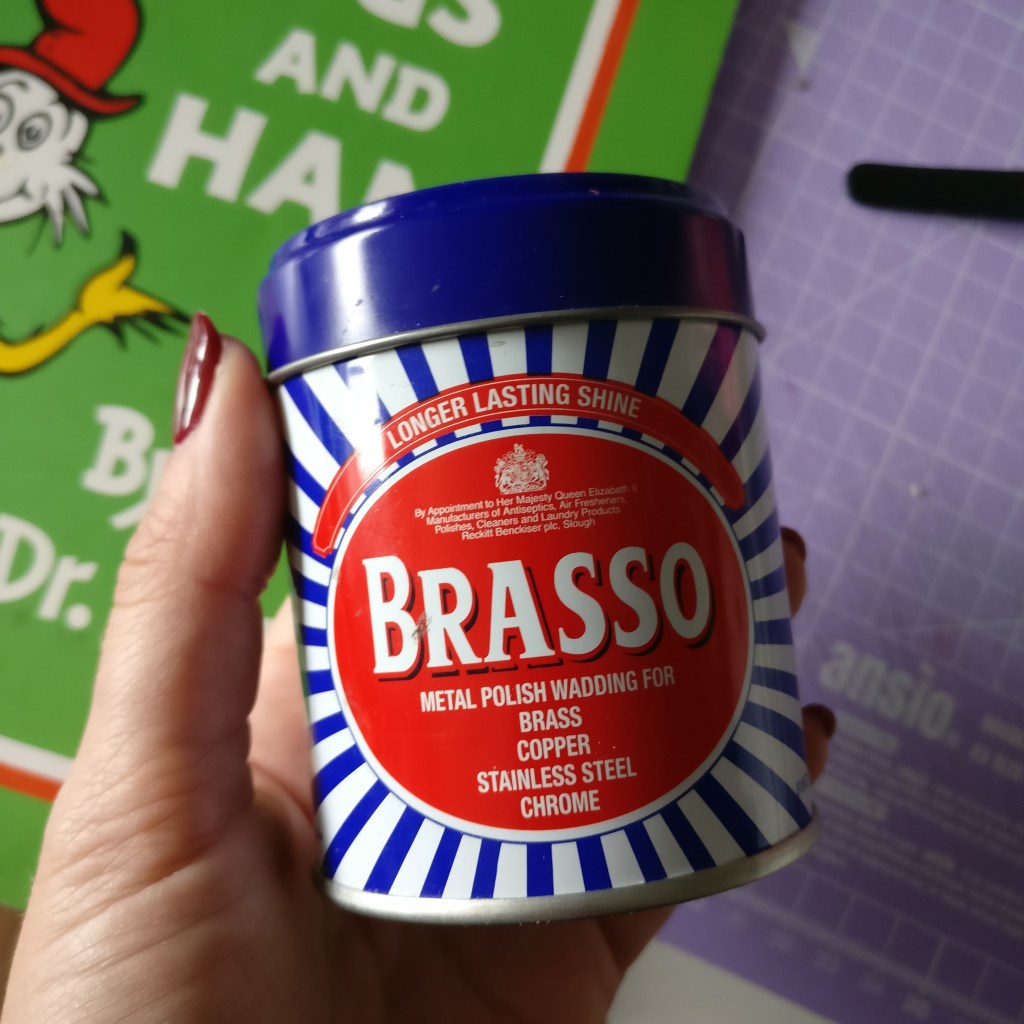 AND
By
Dr.
LONGER LASTING SHINE
By Appointment to Her Majesty Queen Elizabeth II
Manufacturers of Antiseptics, Air Fresheners,
Polishes, Cleaners and Laundry Products
Reckitt Benckiser plc. Slough
BRASSO
METAL POLISH WADDING FOR
BRASS
COPPER
STAINLESS STEEL
CHROME
ansio.